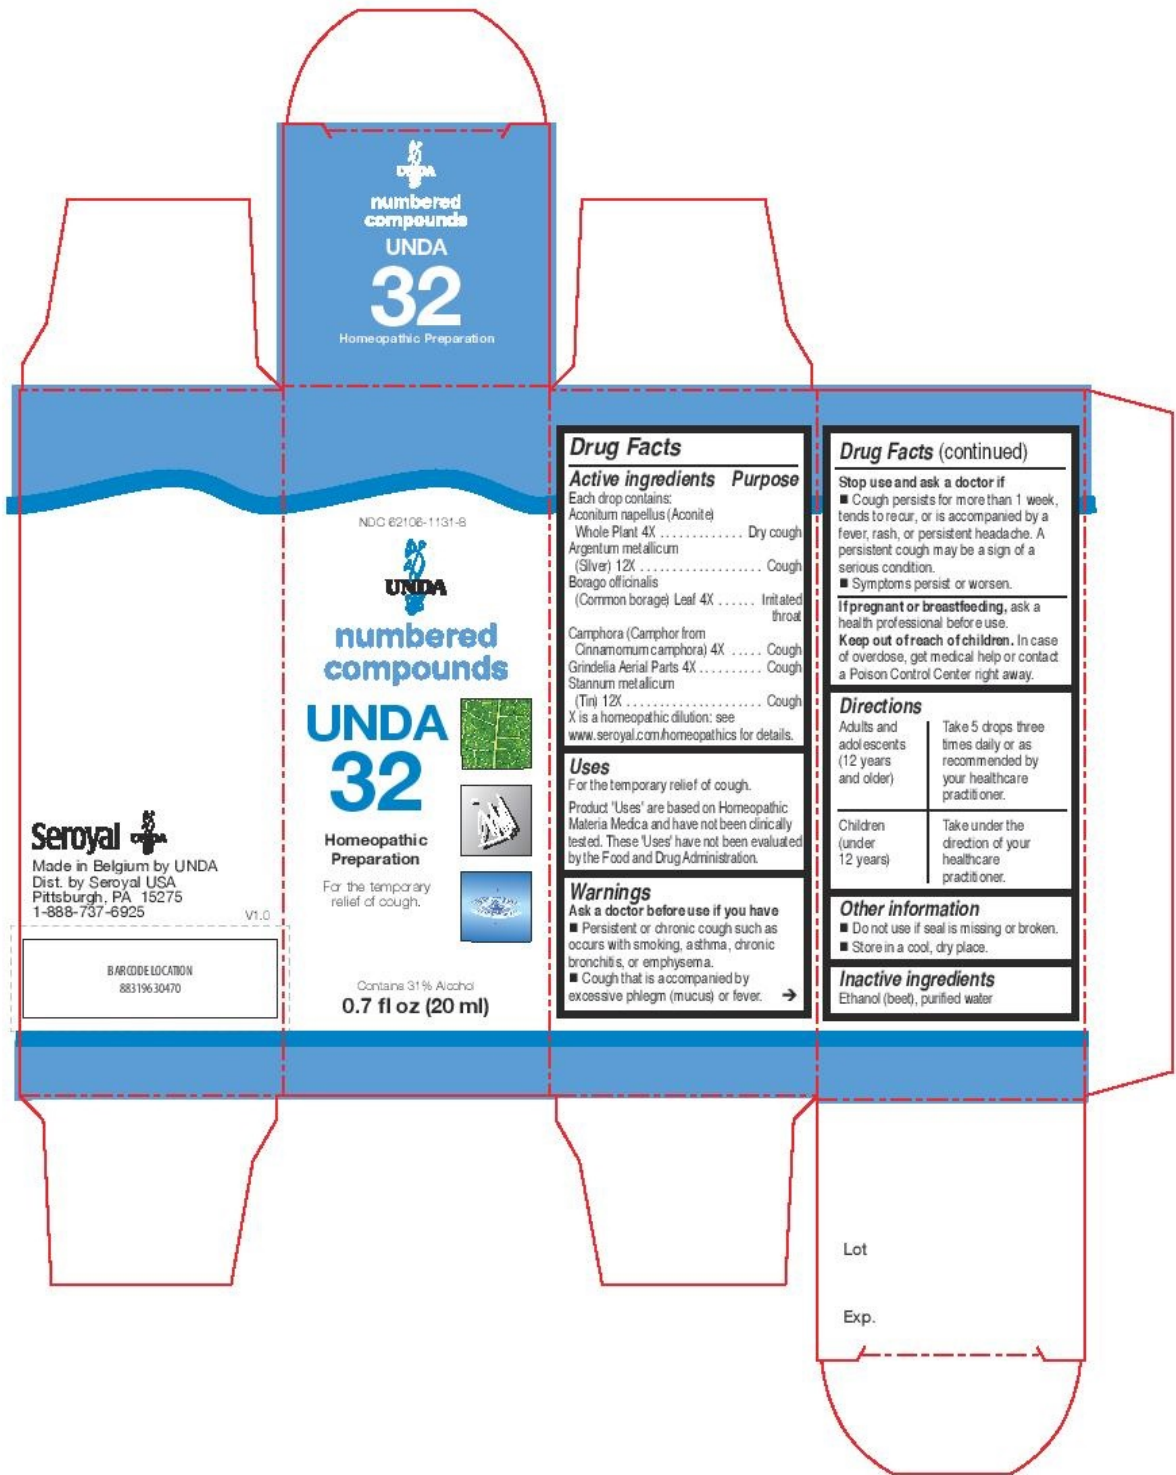 UNDA
numbered
compounds
UNDA
32
Homeopathic Preparation
Seroyal UNDA
Made in Belgium by UNDA
Dist. by Seroyal USA
Pittsburgh, PA 15275
1-888-737-6925
V1.0
BARCODE LOCATION
88319630470
NDC 62106-1131-8
UNDA
numbered
compounds
UNDA
32
Homeopathic
Preparation
For the temporary
relief of cough.
Contains 31% Alcohol
0.7 fl oz (20 ml)
Drug Facts
Active ingredients Purpose
Each drop contains:
Aconitum napellus (Aconite)
Whole Plant 4X . . . . . . . . . . . . . Dry cough
Argentum metallicum
(Silver) 12X . . . . . . . . . . . . . . . . . . . Cough
Borago officinalis
(Common borage) Leaf 4X . . . . . . Irritated
throat
Camphora (Camphor from
Cinnamomum camphora) 4X . . . . . Cough
Grindelia Aerial Parts 4X . . . . . . . . . . Cough
Stannum metallicum
(Tin) 12X . . . . . . . . . . . . . . . . . . . . . Cough
X is a homeopathic dilution: see
www.seroyal.com/homeopathics for details.
Uses
For the temporary relief of cough.
Product 'Uses' are based on Homeopathic
Materia Medica and have not been clinically
tested. These 'Uses' have not been evaluated
by the Food and Drug Administration.
Warnings
Ask a doctor before use if you have
■ Persistent or chronic cough such as
occurs with smoking, asthma, chronic
bronchitis, or emphysema.
■ Cough that is accompanied by
excessive phlegm (mucus) or fever. →
Drug Facts (continued)
Stop use and ask a doctor if
■ Cough persists for more than 1 week,
tends to recur, or is accompanied by a
fever, rash, or persistent headache. A
persistent cough may be a sign of a
serious condition.
■ Symptoms persist or worsen.
If pregnant or breastfeeding, ask a
health professional before use.
Keep out of reach of children. In case
of overdose, get medical help or contact
a Poison Control Center right away.
Directions
Adults and
adolescents
(12 years
and older)
Take 5 drops three
times daily or as
recommended by
your healthcare
practitioner.
Children
(under
12 years)
Take under the
direction of your
healthcare
practitioner.
Other information
■ Do not use if seal is missing or broken.
■ Store in a cool, dry place.
Inactive ingredients
Ethanol (beet), purified water
Lot
Exp.